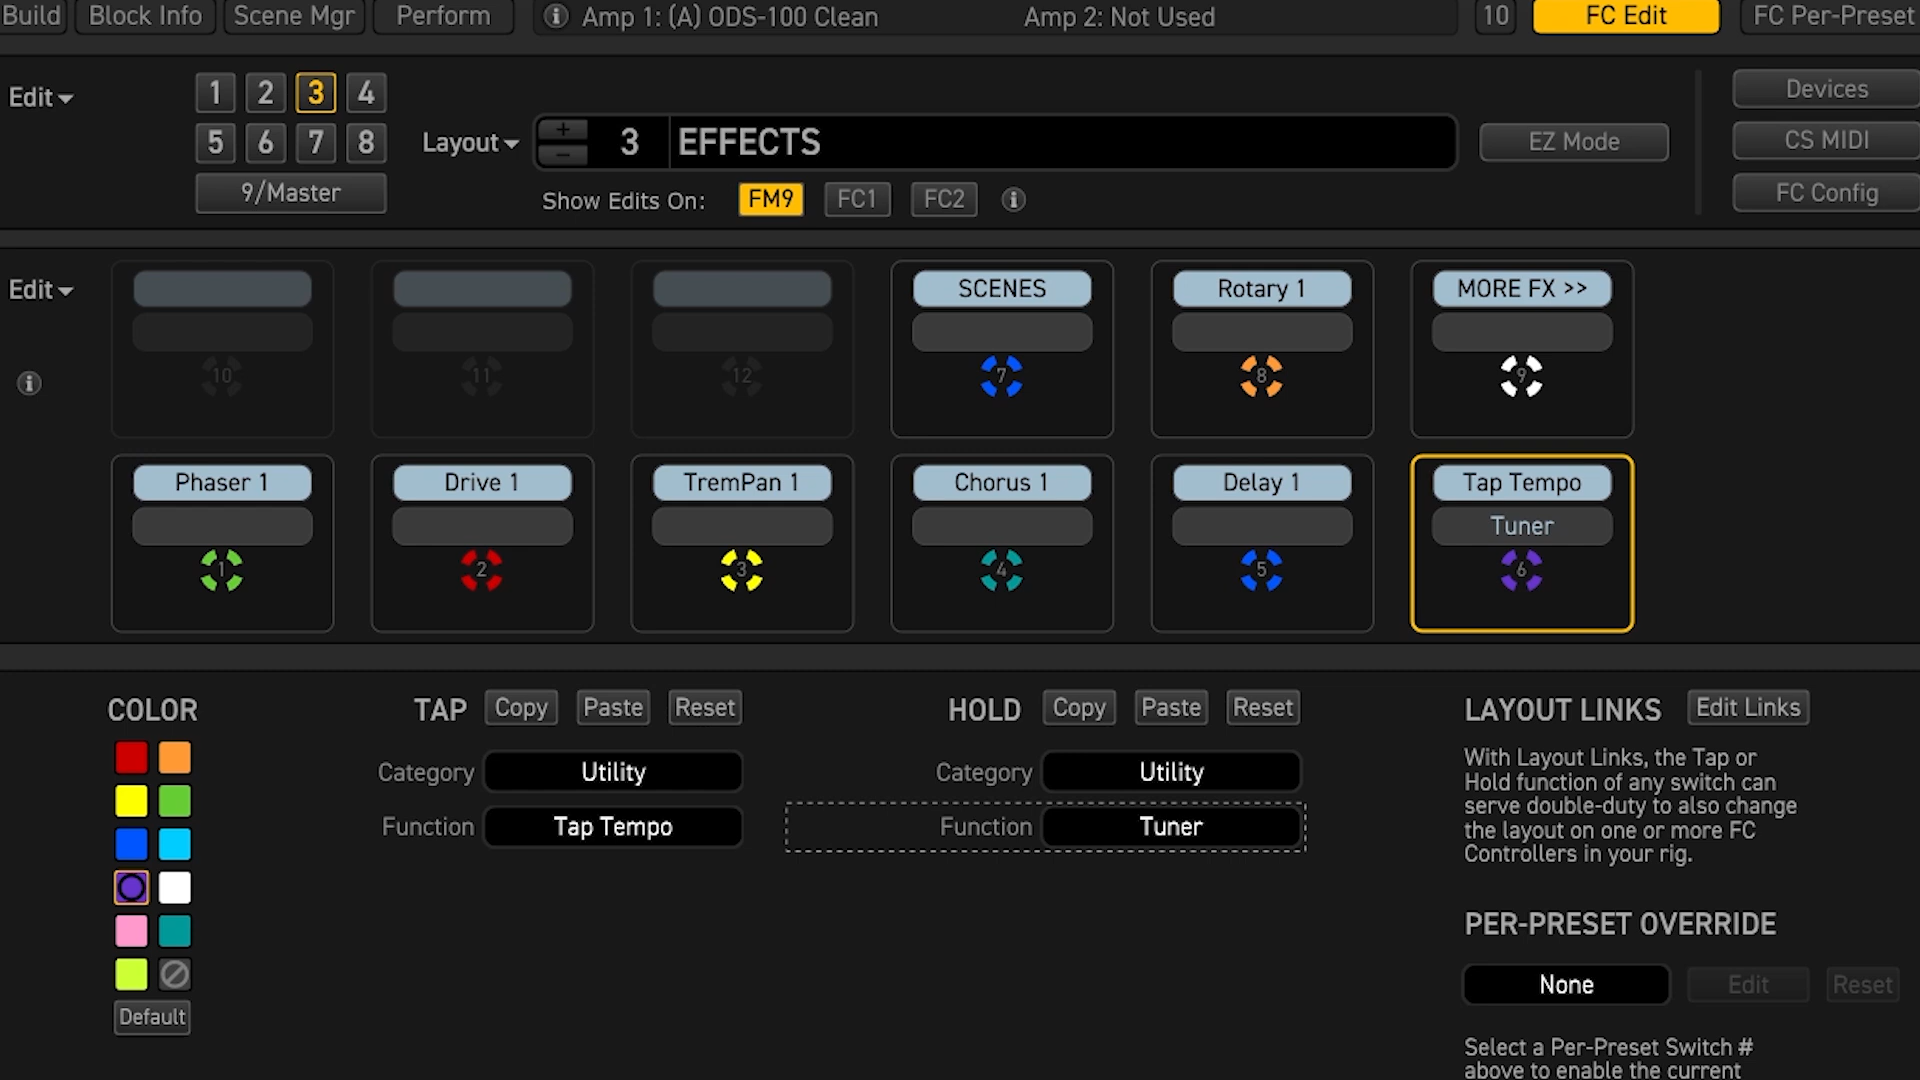 Build Block Info Scene Mgr Perform Amp 1: (A) ODS-100 Clean Amp 2: Not Used 10 FC Edit FC Per-Preset
Edit 1 2 3 4 Devices
5 6 7 8 Layout + - 3 EFFECTS EZ Mode CS MIDI
9/Master Show Edits On: FM9 FC1 FC2 FC Config
Edit SCENES Rotary 1 MORE FX >>
10 11 12 7 8 9
Phaser 1 Drive 1 TremPan 1 Chorus 1 Delay 1 Tap Tempo
Tuner
1 2 3 4 5 6
COLOR TAP Copy Paste Reset HOLD Copy Paste Reset LAYOUT LINKS Edit Links
Category Utility Category Utility
Function Tap Tempo Function Tuner
With Layout Links, the Tap or
Hold function of any switch can
serve double-duty to also change
the layout on one or more FC
Controllers in your rig.
PER-PRESET OVERRIDE
None Edit Reset
Default
Select a Per-Preset Switch #
above to enable the current